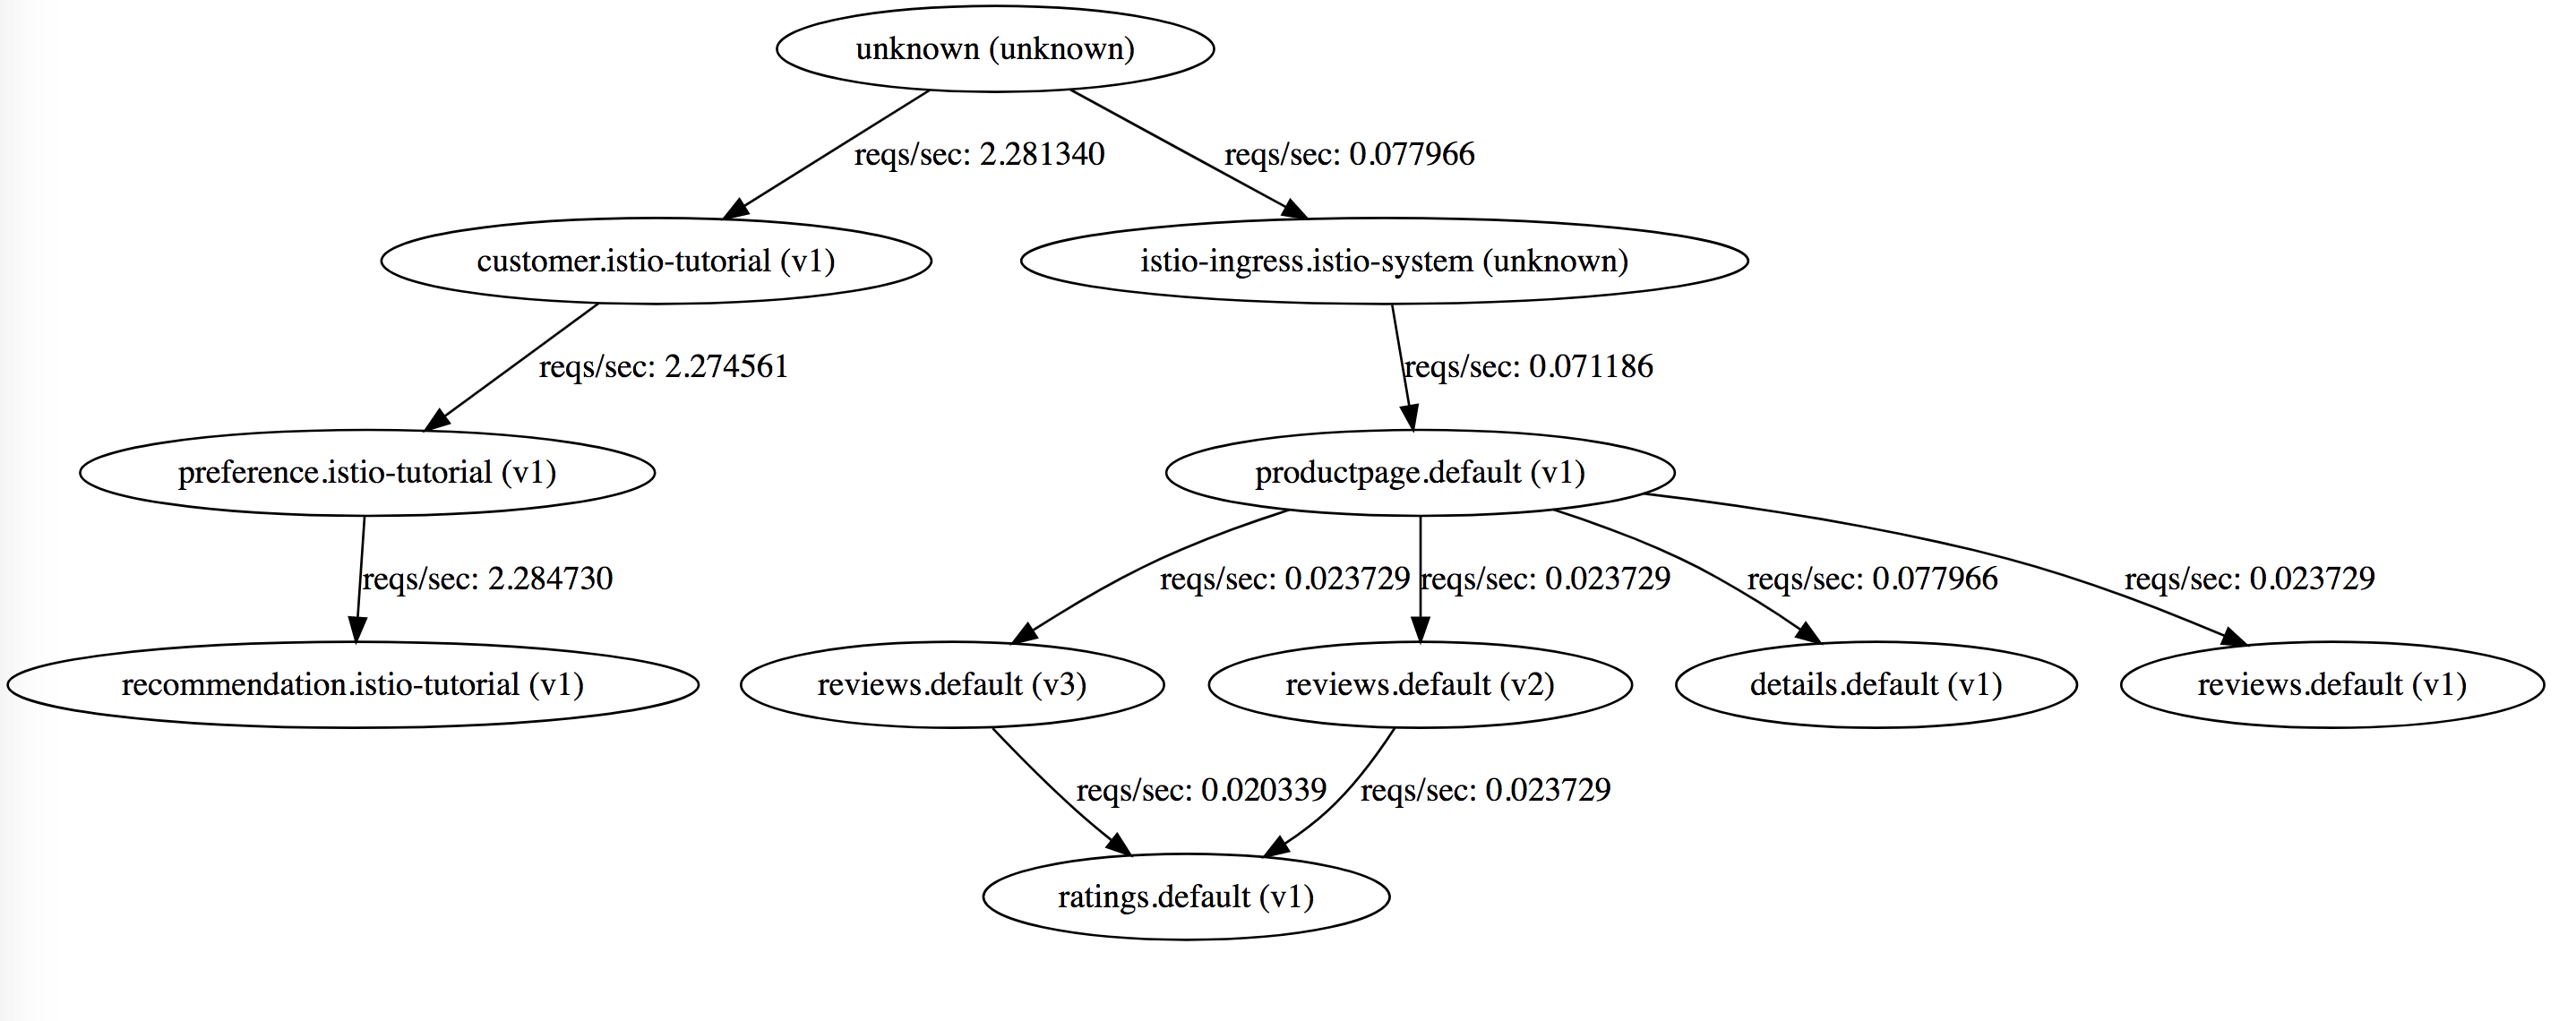 unknown (unknown)
reqs/sec: 2.281340
reqs/sec: 0.077966
customer.istio-tutorial (v1)
istio-ingress.istio-system (unknown)
reqs/sec: 2.274561
reqs/sec: 0.071186
preference.istio-tutorial (v1)
productpage.default (v1)
reqs/sec: 2.284730
reqs/sec: 0.023729
reqs/sec: 0.023729
reqs/sec: 0.077966
reqs/sec: 0.023729
recommendation.istio-tutorial (v1)
reviews.default (v3)
reviews.default (v2)
details.default (v1)
reviews.default (v1)
reqs/sec: 0.020339
reqs/sec: 0.023729
ratings.default (v1)